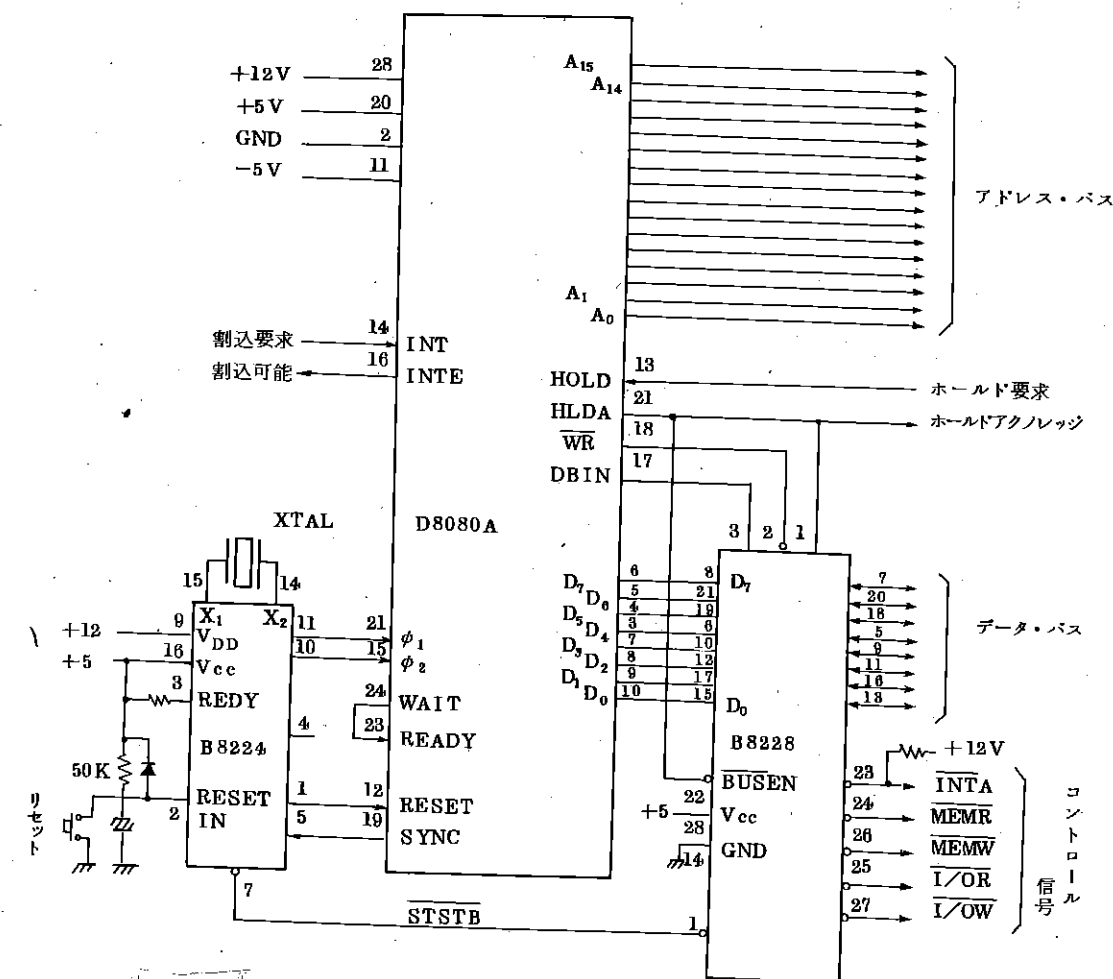 +12V 28
+5V 20
GND 2
-5V 11
A15
A14
アドレス・バス
A1
A0
割込要求 14 INT
割込可能 16 INTE
HOLD 13 ホールド要求
HLDA 21 ホールドアクノレッジ
WR 18
DBIN 17
3 2 1
XTAL
D8080A
15 14
X1 X2
+12 9 VDD 11 21 φ1
+5 16 Vcc 10 15 φ2
3 REDY
24 WAIT
4
23 READY
B8224
50K
リセット
2 RESET IN
1 12 RESET
5 19 SYNC
7
STSTB
1
D7 6 8 D7 7
D6 5 21 20
D5 4 19 18
D4 3 6 5
D3 7 10 9
D2 8 12 11
D1 9 17 16
D0 10 15 D0 13
データ・バス
B8228
+12V
BUSEN 23 INTA
22
+5 Vcc 24 MEMR
28
14 GND 26 MEMW
25 I/OR
27 I/OW
コントロール
信号